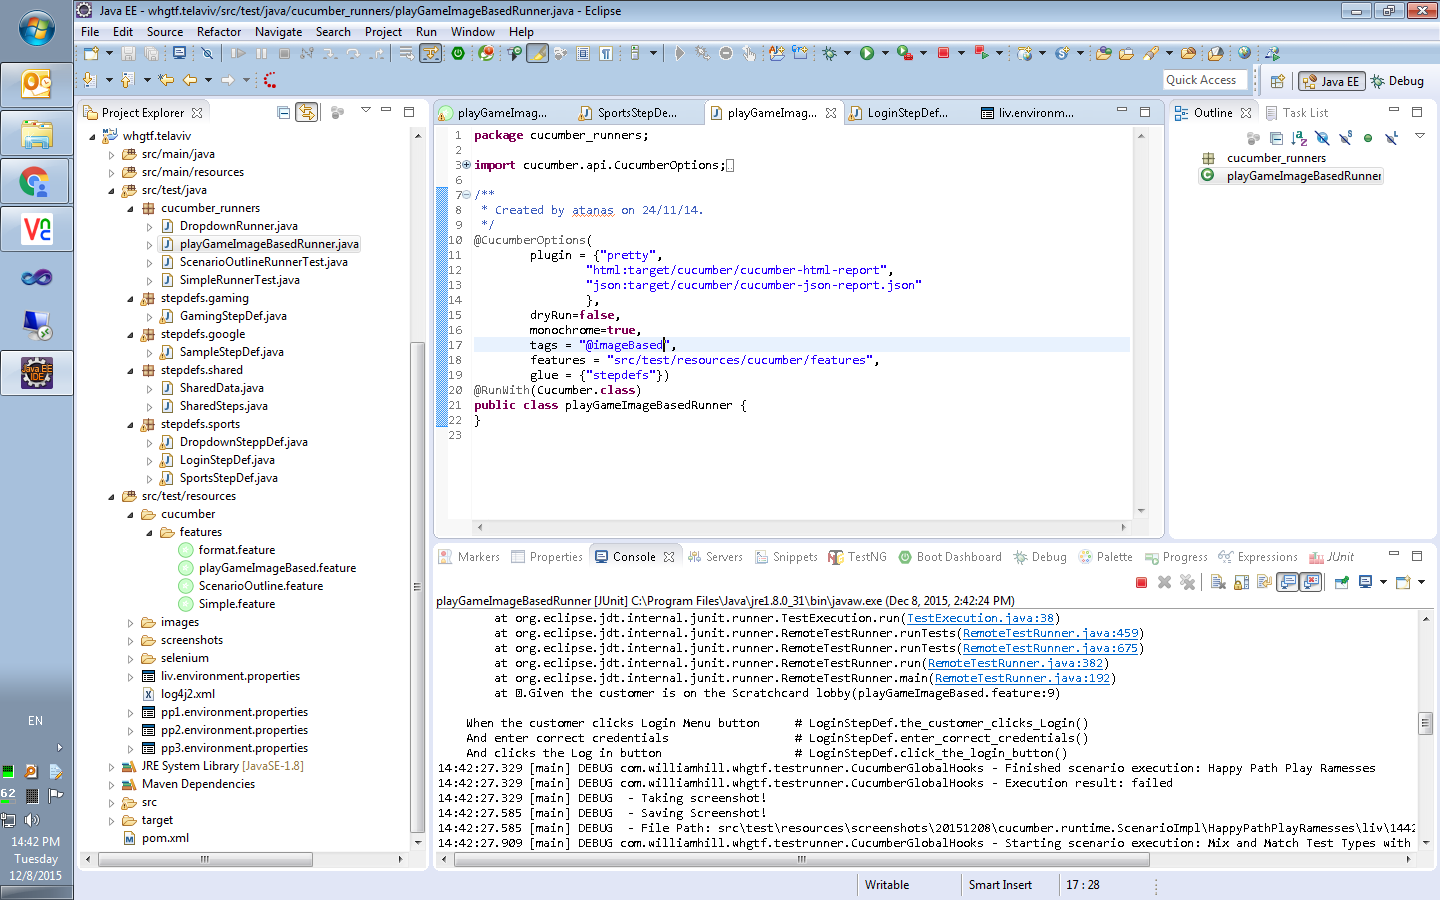 Java EE - whgtf.telaviv/src/test/java/cucumber_runners/playGameImageBasedRunner.java - Eclipse
File Edit Source Refactor Navigate Search Project Run Window Help
Quick Access
Java EE
Debug
Project Explorer
whgtf.telaviv
src/main/java
src/main/resources
src/test/java
cucumber_runners
DropdownRunner.java
playGameImageBasedRunner.java
ScenarioOutlineRunnerTest.java
SimpleRunnerTest.java
stepdefs.gaming
GamingStepDef.java
stepdefs.google
SampleStepDef.java
stepdefs.shared
SharedData.java
SharedSteps.java
stepdefs.sports
DropdownSteppDef.java
LoginStepDef.java
SportsStepDef.java
src/test/resources
cucumber
features
format.feature
playGameImageBased.feature
ScenarioOutline.feature
Simple.feature
images
screenshots
selenium
liv.environment.properties
log4j2.xml
pp1.environment.properties
pp2.environment.properties
pp3.environment.properties
JRE System Library [JavaSE-1.8]
Maven Dependencies
src
target
pom.xml
playGameImag... SportsStepDe... playGameImag... LoginStepDef... liv.environm...
1 package cucumber_runners;
2
3 import cucumber.api.CucumberOptions;
6
7 /**
8 * Created by atanas on 24/11/14.
9 */
10 @CucumberOptions(
11 plugin = {"pretty",
12 "html:target/cucumber/cucumber-html-report",
13 "json:target/cucumber/cucumber-json-report.json"
14 },
15 dryRun=false,
16 monochrome=true,
17 tags = "@imageBased",
18 features = "src/test/resources/cucumber/features",
19 glue = {"stepdefs"})
20 @RunWith(Cucumber.class)
21 public class playGameImageBasedRunner {
22 }
23
Outline Task List
cucumber_runners
playGameImageBasedRunner
Markers Properties Console Servers Snippets TestNG Boot Dashboard Debug Palette Progress Expressions JUnit
playGameImageBasedRunner [JUnit] C:\Program Files\Java\jre1.8.0_31\bin\javaw.exe (Dec 8, 2015, 2:42:24 PM)
at org.eclipse.jdt.internal.junit.runner.TestExecution.run(TestExecution.java:38)
at org.eclipse.jdt.internal.junit.runner.RemoteTestRunner.runTests(RemoteTestRunner.java:459)
at org.eclipse.jdt.internal.junit.runner.RemoteTestRunner.runTests(RemoteTestRunner.java:675)
at org.eclipse.jdt.internal.junit.runner.RemoteTestRunner.run(RemoteTestRunner.java:382)
at org.eclipse.jdt.internal.junit.runner.RemoteTestRunner.main(RemoteTestRunner.java:192)
at .Given the customer is on the Scratchcard lobby(playGameImageBased.feature:9)
When the customer clicks Login Menu button # LoginStepDef.the_customer_clicks_Login()
And enter correct credentials # LoginStepDef.enter_correct_credentials()
And clicks the Log in button # LoginStepDef.click_the_login_button()
14:42:27.329 [main] DEBUG com.williamhill.whgtf.testrunner.CucumberGlobalHooks - Finished scenario execution: Happy Path Play Ramesses
14:42:27.329 [main] DEBUG com.williamhill.whgtf.testrunner.CucumberGlobalHooks - Execution result: failed
14:42:27.329 [main] DEBUG - Taking screenshot!
14:42:27.585 [main] DEBUG - Saving Screenshot!
14:42:27.585 [main] DEBUG - File Path: src\test\resources\screenshots\20151208\cucumber.runtime.ScenarioImpl\HappyPathPlayRamesses\liv\1442
14:42:27.909 [main] DEBUG com.williamhill.whgtf.testrunner.CucumberGlobalHooks - Starting scenario execution: Mix and Match Test Types with
Writable
Smart Insert
17 : 28
Java EE
IDE
EN
62
14:42 PM
Tuesday
12/8/2015